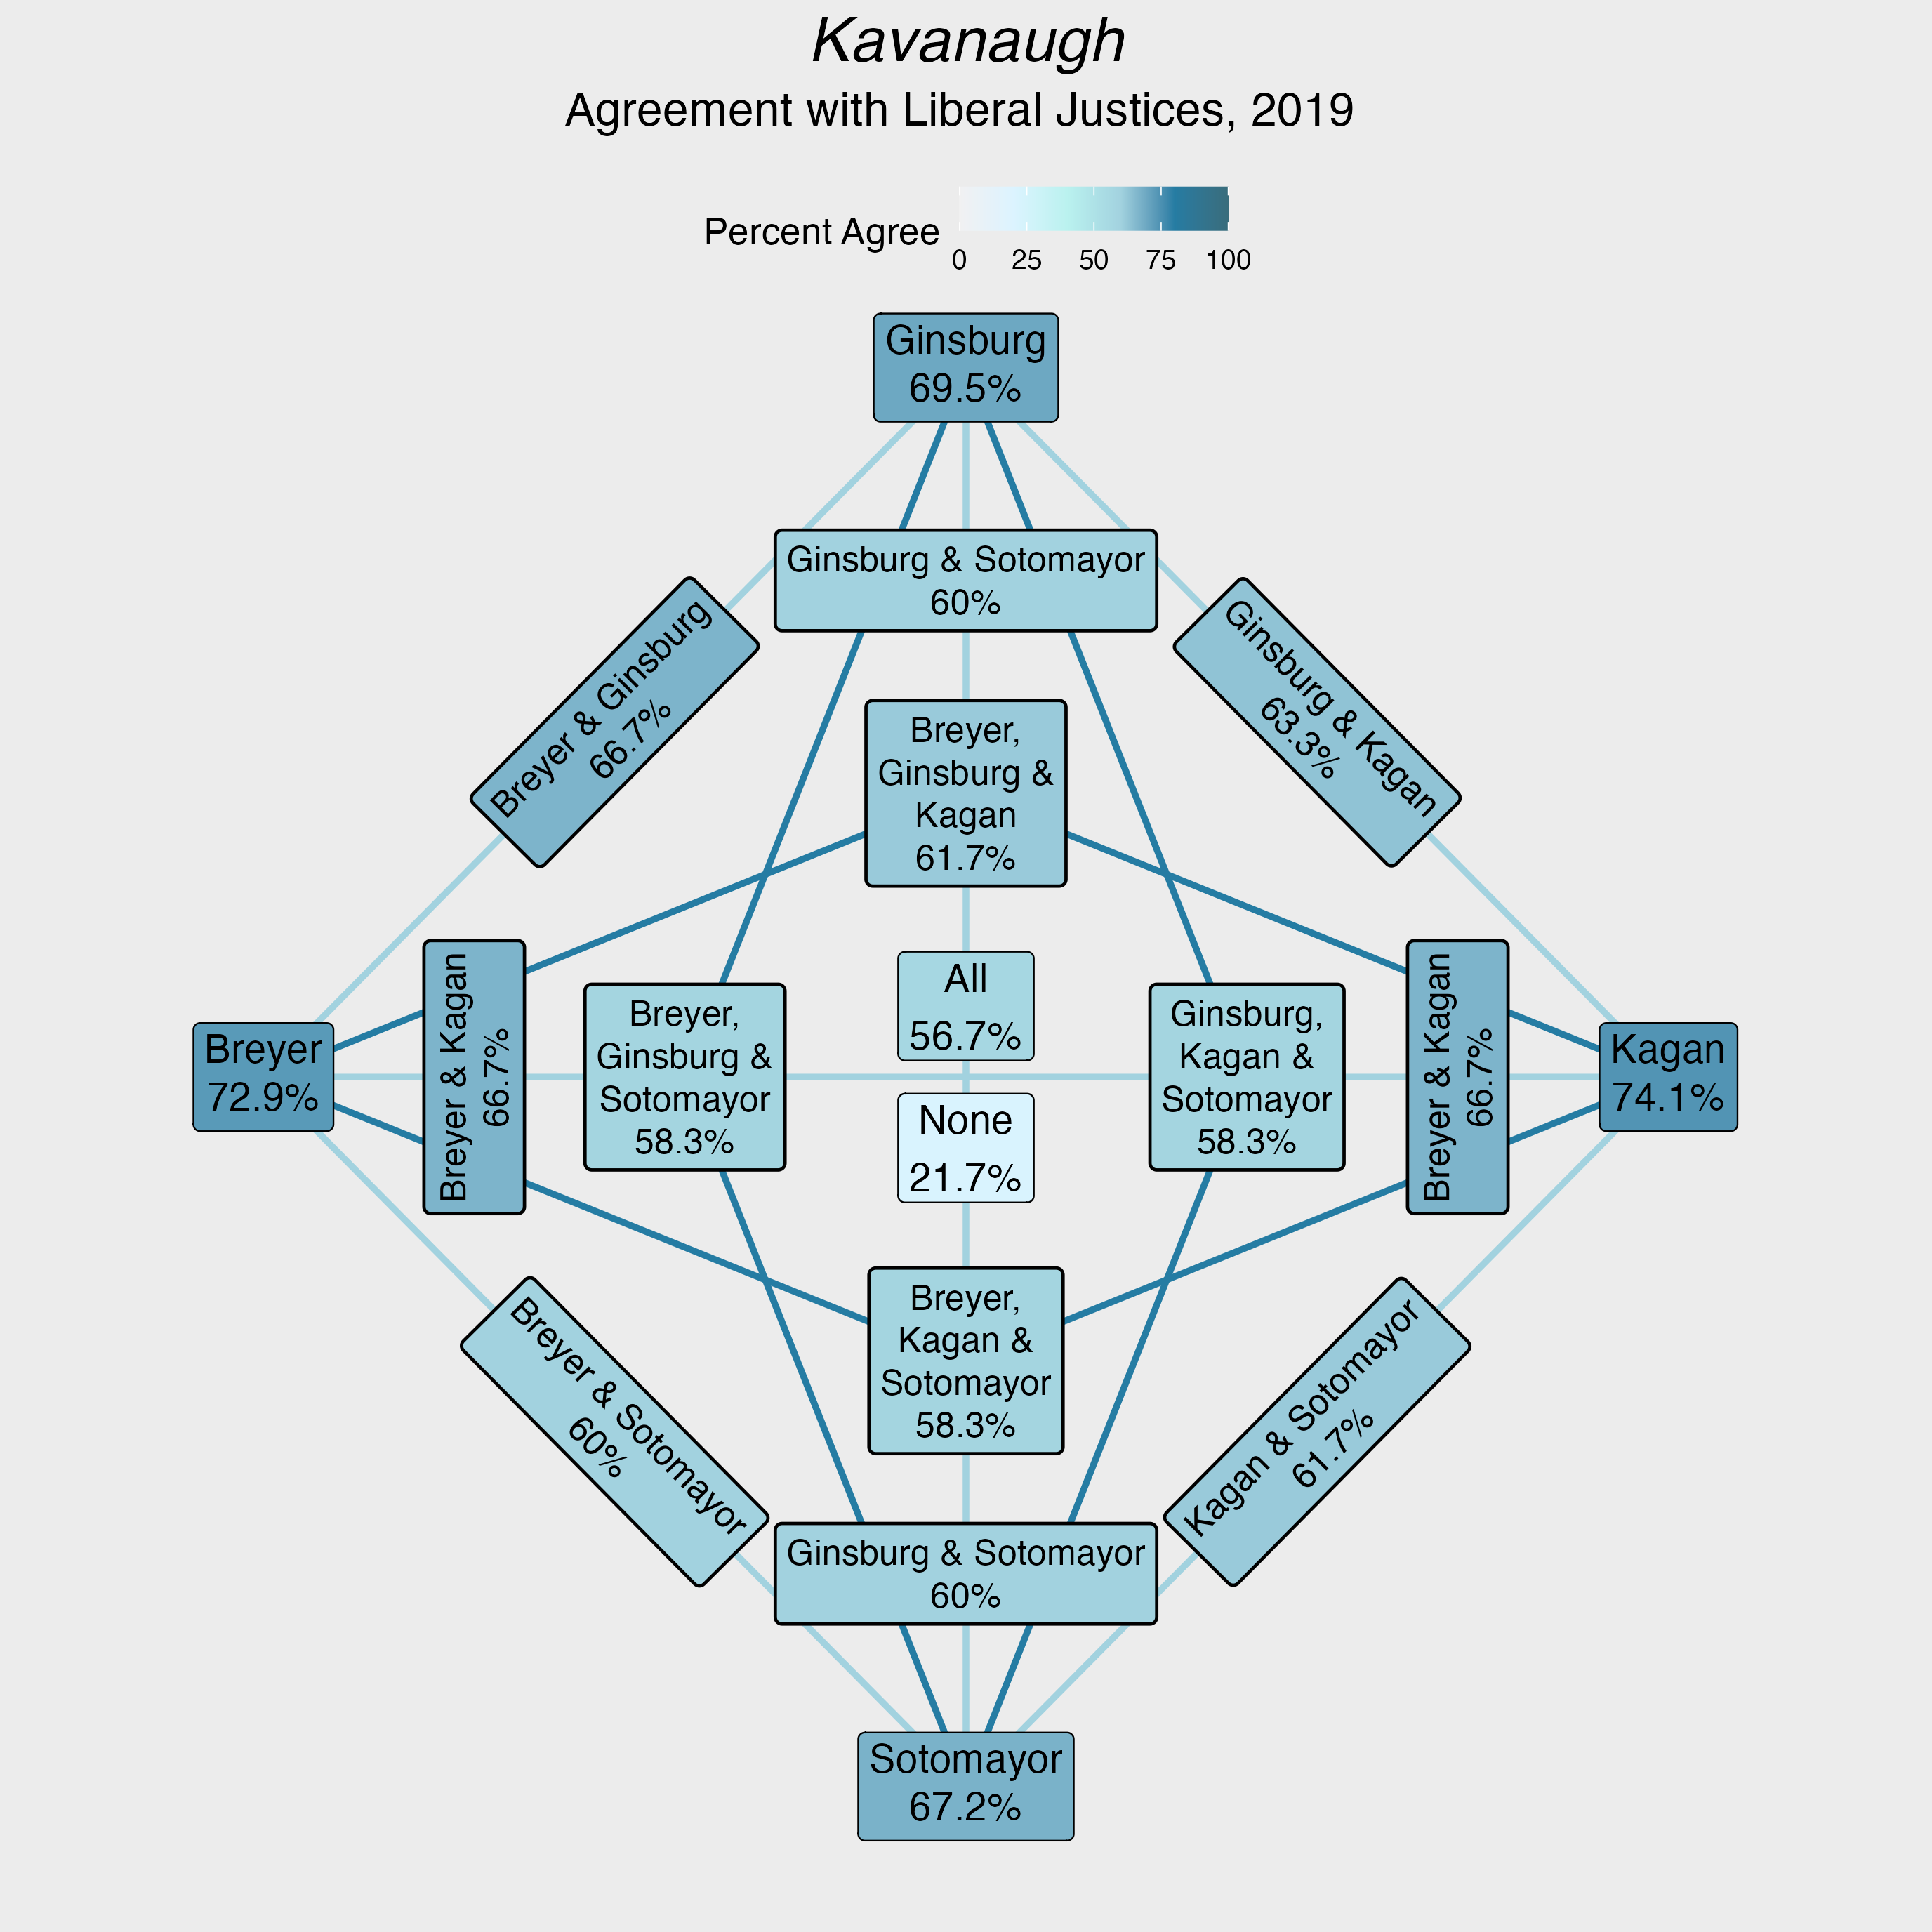 Kavanaugh
Agreement with Liberal Justices, 2019
Percent Agree
0 25 50 75 100
Ginsburg
69.5%
Ginsburg & Sotomayor
60%
Breyer & Ginsburg
66.7%
Ginsburg & Kagan
63.3%
Breyer,
Ginsburg &
Kagan
61.7%
Breyer
72.9%
Breyer & Kagan
66.7%
Breyer,
Ginsburg &
Sotomayor
58.3%
All
56.7%
None
21.7%
Ginsburg,
Kagan &
Sotomayor
58.3%
Breyer & Kagan
66.7%
Kagan
74.1%
Breyer,
Kagan &
Sotomayor
58.3%
Breyer & Sotomayor
60%
Kagan & Sotomayor
61.7%
Ginsburg & Sotomayor
60%
Sotomayor
67.2%